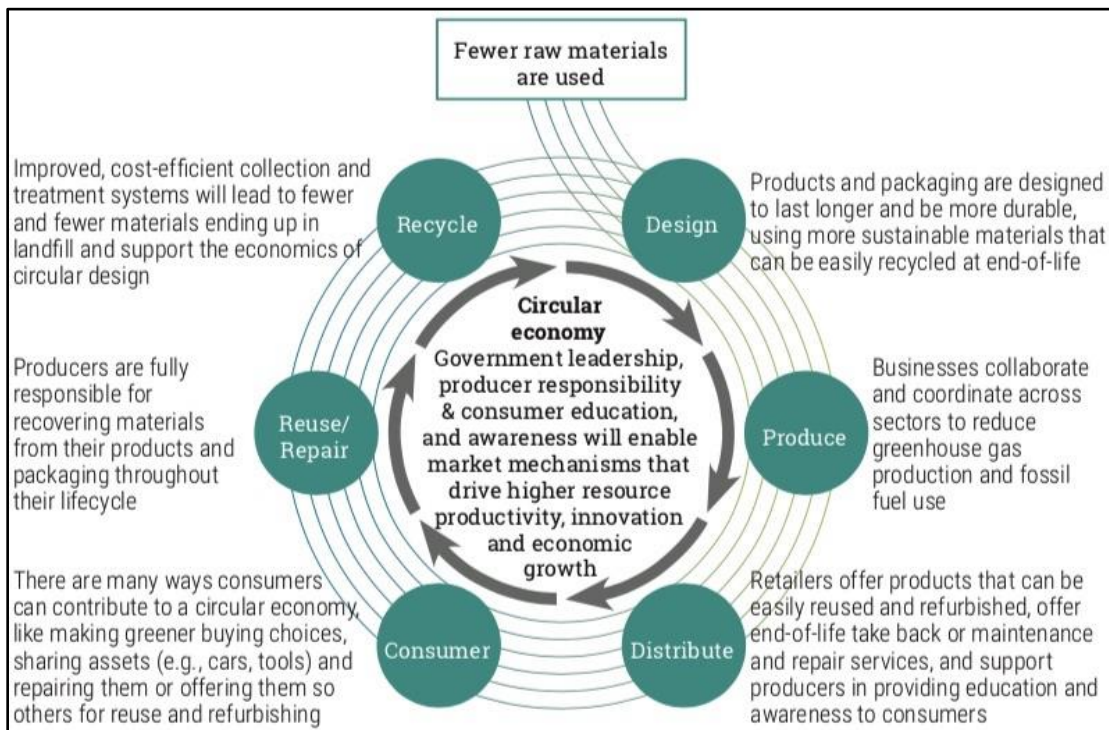 Fewer raw materials
are used
Improved, cost-efficient collection and
treatment systems will lead to fewer
and fewer materials ending up in
landfill and support the economics of
circular design
Recycle
Design
Products and packaging are designed
to last longer and be more durable,
using more sustainable materials that
can be easily recycled at end-of-life
Circular
economy
Government leadership,
producer responsibility
& consumer education,
and awareness will enable
market mechanisms that
drive higher resource
productivity, innovation
and economic
growth
Producers are fully
responsible for
recovering materials
from their products and
packaging throughout
their lifecycle
Reuse/
Repair
Produce
Businesses collaborate
and coordinate across
sectors to reduce
greenhouse gas
production and fossil
fuel use
There are many ways consumers
can contribute to a circular economy,
like making greener buying choices,
sharing assets (e.g., cars, tools) and
repairing them or offering them so
others for reuse and refurbishing
Consumer
Distribute
Retailers offer products that can be
easily reused and refurbished, offer
end-of-life take back or maintenance
and repair services, and support
producers in providing education and
awareness to consumers